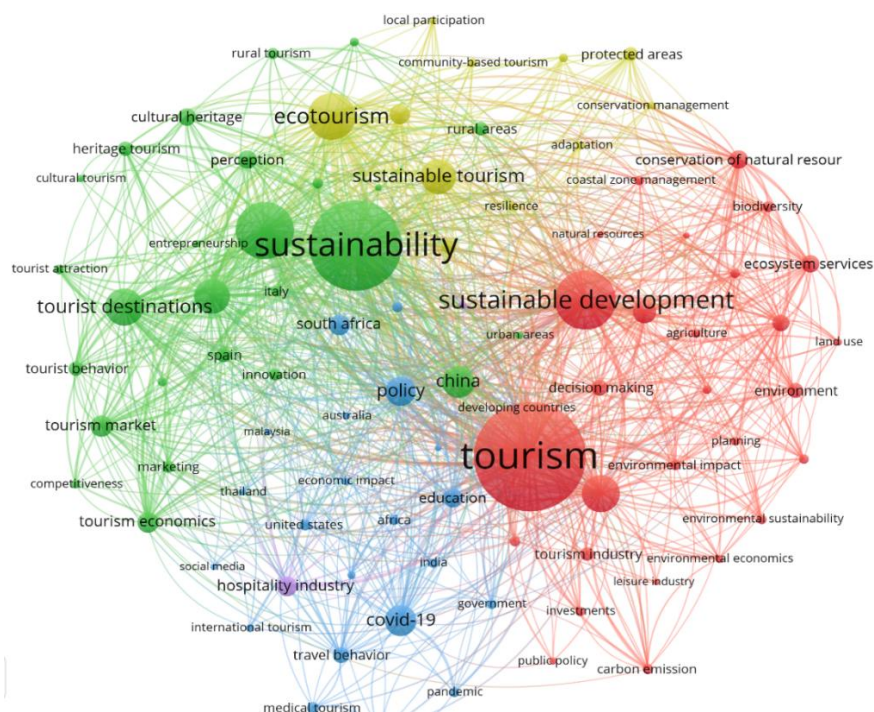 local participation
rural tourism
community-based tourism
protected areas
conservation management
cultural heritage
ecotourism
rural areas
heritage tourism
perception
adaptation
conservation of natural resour
cultural tourism
sustainable tourism
coastal zone management
resilience
biodiversity
entrepreneurship
sustainability
natural resources
tourist attraction
ecosystem services
italy
tourist destinations
sustainable development
south africa
urban areas
agriculture
land use
spain
tourist behavior
innovation
policy
china
decision making
environment
developing countries
australia
tourism market
malaysia
planning
tourism
marketing
environmental impact
competitiveness
economic impact
thailand
education
tourism economics
united states
africa
environmental sustainability
tourism industry
environmental economics
social media
india
hospitality industry
leisure industry
government
investments
covid-19
international tourism
travel behavior
public policy
carbon emission
pandemic
medical tourism